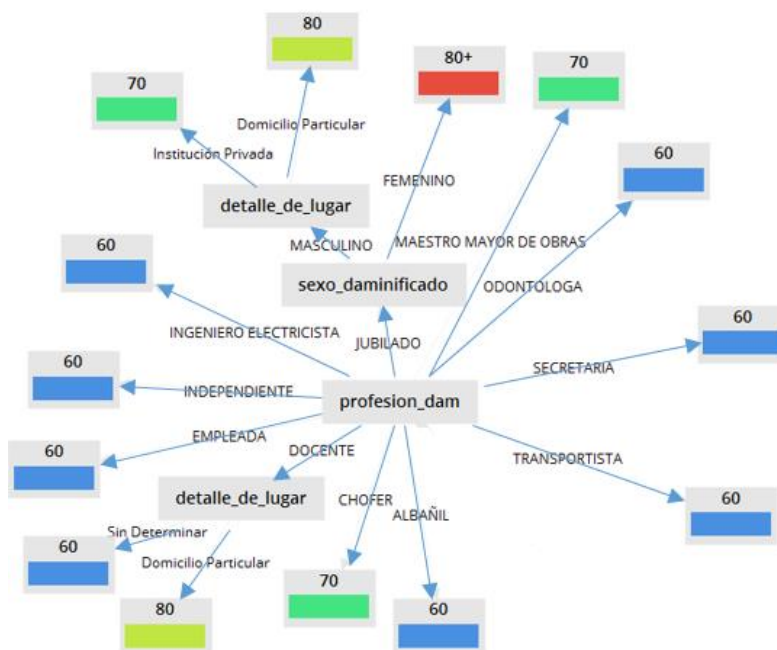 80
80+
70
70
Domicilio Particular
Institución Privada
60
FEMENINO
detalle_de_lugar
MASCULINO
MAESTRO MAYOR DE OBRAS
60
sexo_daminificado
ODONTOLOGA
60
INGENIERO ELECTRICISTA
JUBILADO
60
SECRETARIA
INDEPENDIENTE
profesion_dam
60
EMPLEADA
DOCENTE
TRANSPORTISTA
detalle_de_lugar
CHOFER
60
ALBAÑIL
Sin Determinar
60
Domicilio Particular
70
80
60